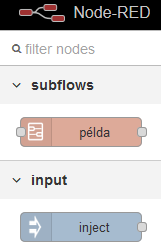 Node-RED
filter nodes
subflows
példa
input
inject